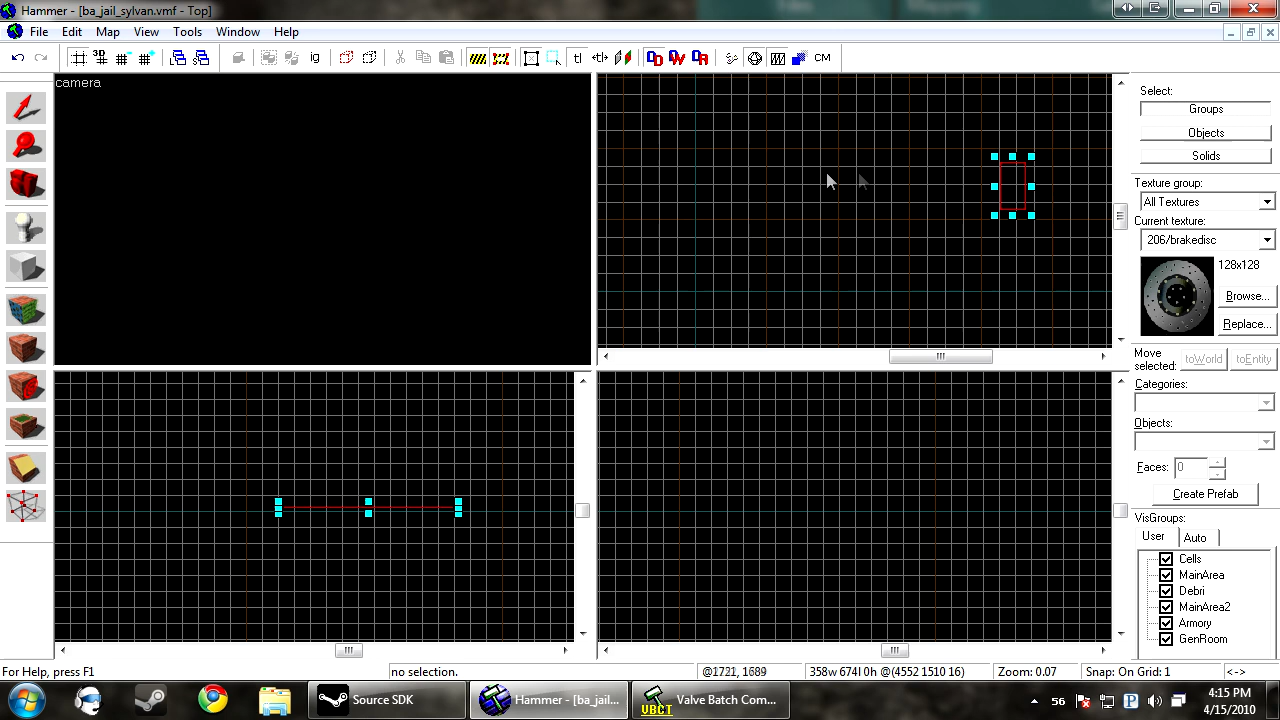 Hammer - [ba_jail_sylvan.vmf - Top]
File Edit Map View Tools Window Help
3D
ig
tl
CM
camera
Select:
Groups
Objects
Solids
Texture group:
All Textures
Current texture:
206/brakedisc
128x128
Browse...
Replace...
Move
selected:
toWorld
toEntity
Categories:
Objects:
Faces:
0
Create Prefab
VisGroups:
User
Auto
Cells
MainArea
Debri
MainArea2
Armory
GenRoom
For Help, press F1
no selection.
358w 674l 0h @(4552 1510 16)
Zoom: 0.07
Snap: On Grid: 1
<->
Source SDK
Hammer - [ba_jail...
VBCT
Valve Batch Com...
56
P
4:15 PM
4/15/2010